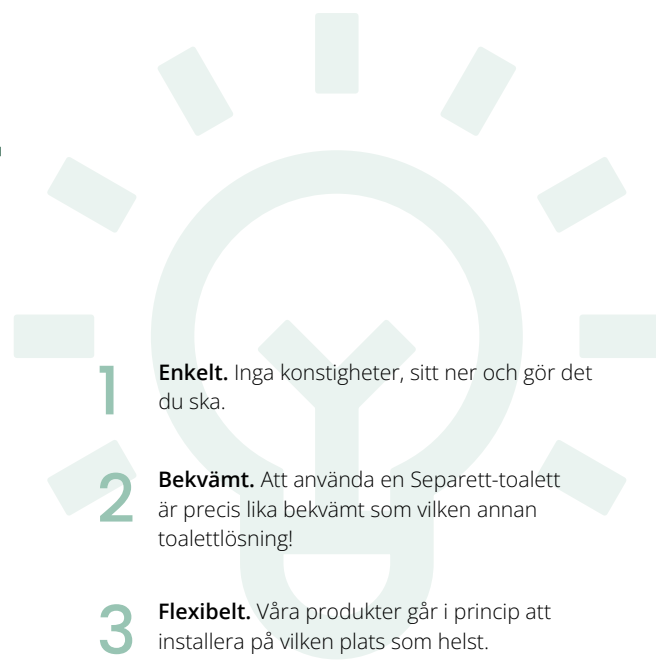 1 Enkelt. Inga konstigheter, sitt ner och gör det
du ska.
2 Bekvämt. Att använda en Separett-toalett
är precis lika bekvämt som vilken annan
toalettlösning!
3 Flexibelt. Våra produkter går i princip att
installera på vilken plats som helst.